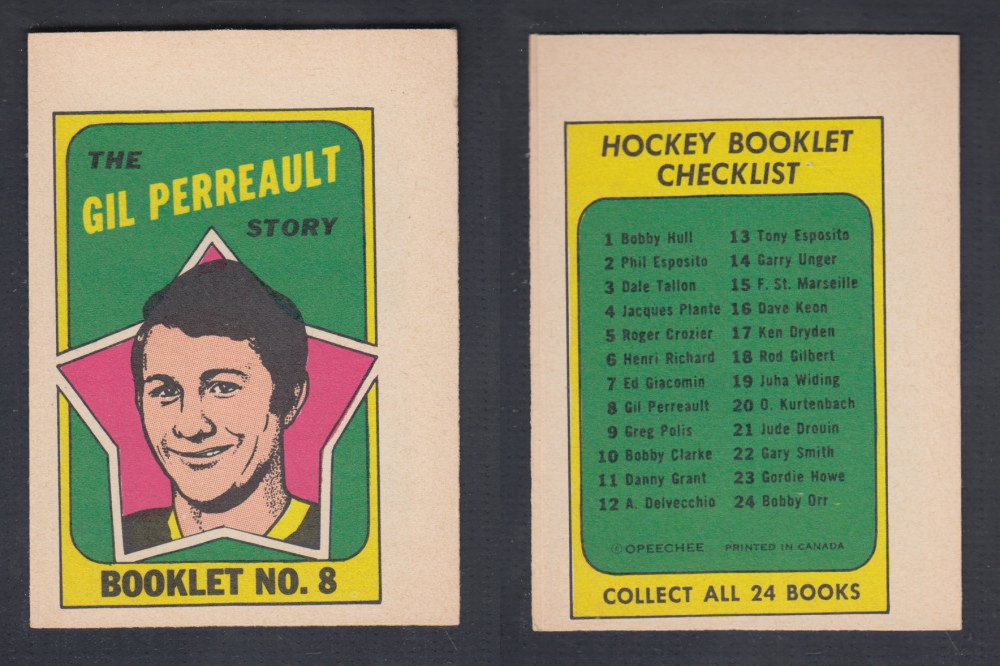 THE
GIL PERREAULT
STORY
BOOKLET NO. 8
HOCKEY BOOKLET
CHECKLIST
1 Bobby Hull
2 Phil Esposito
3 Dale Tallon
4 Jacques Plante
5 Roger Crozier
6 Henri Richard
7 Ed Giacomin
8 Gil Perreault
9 Greg Polis
10 Bobby Clarke
11 Danny Grant
12 A. Delvecchio
13 Tony Esposito
14 Garry Unger
15 F. St. Marseille
16 Dave Keon
17 Ken Dryden
18 Rod Gilbert
19 Juha Widing
20 O. Kurtenbach
21 Jude Drouin
22 Gary Smith
23 Gordie Howe
24 Bobby Orr
© OPEECHEE PRINTED IN CANADA
COLLECT ALL 24 BOOKS